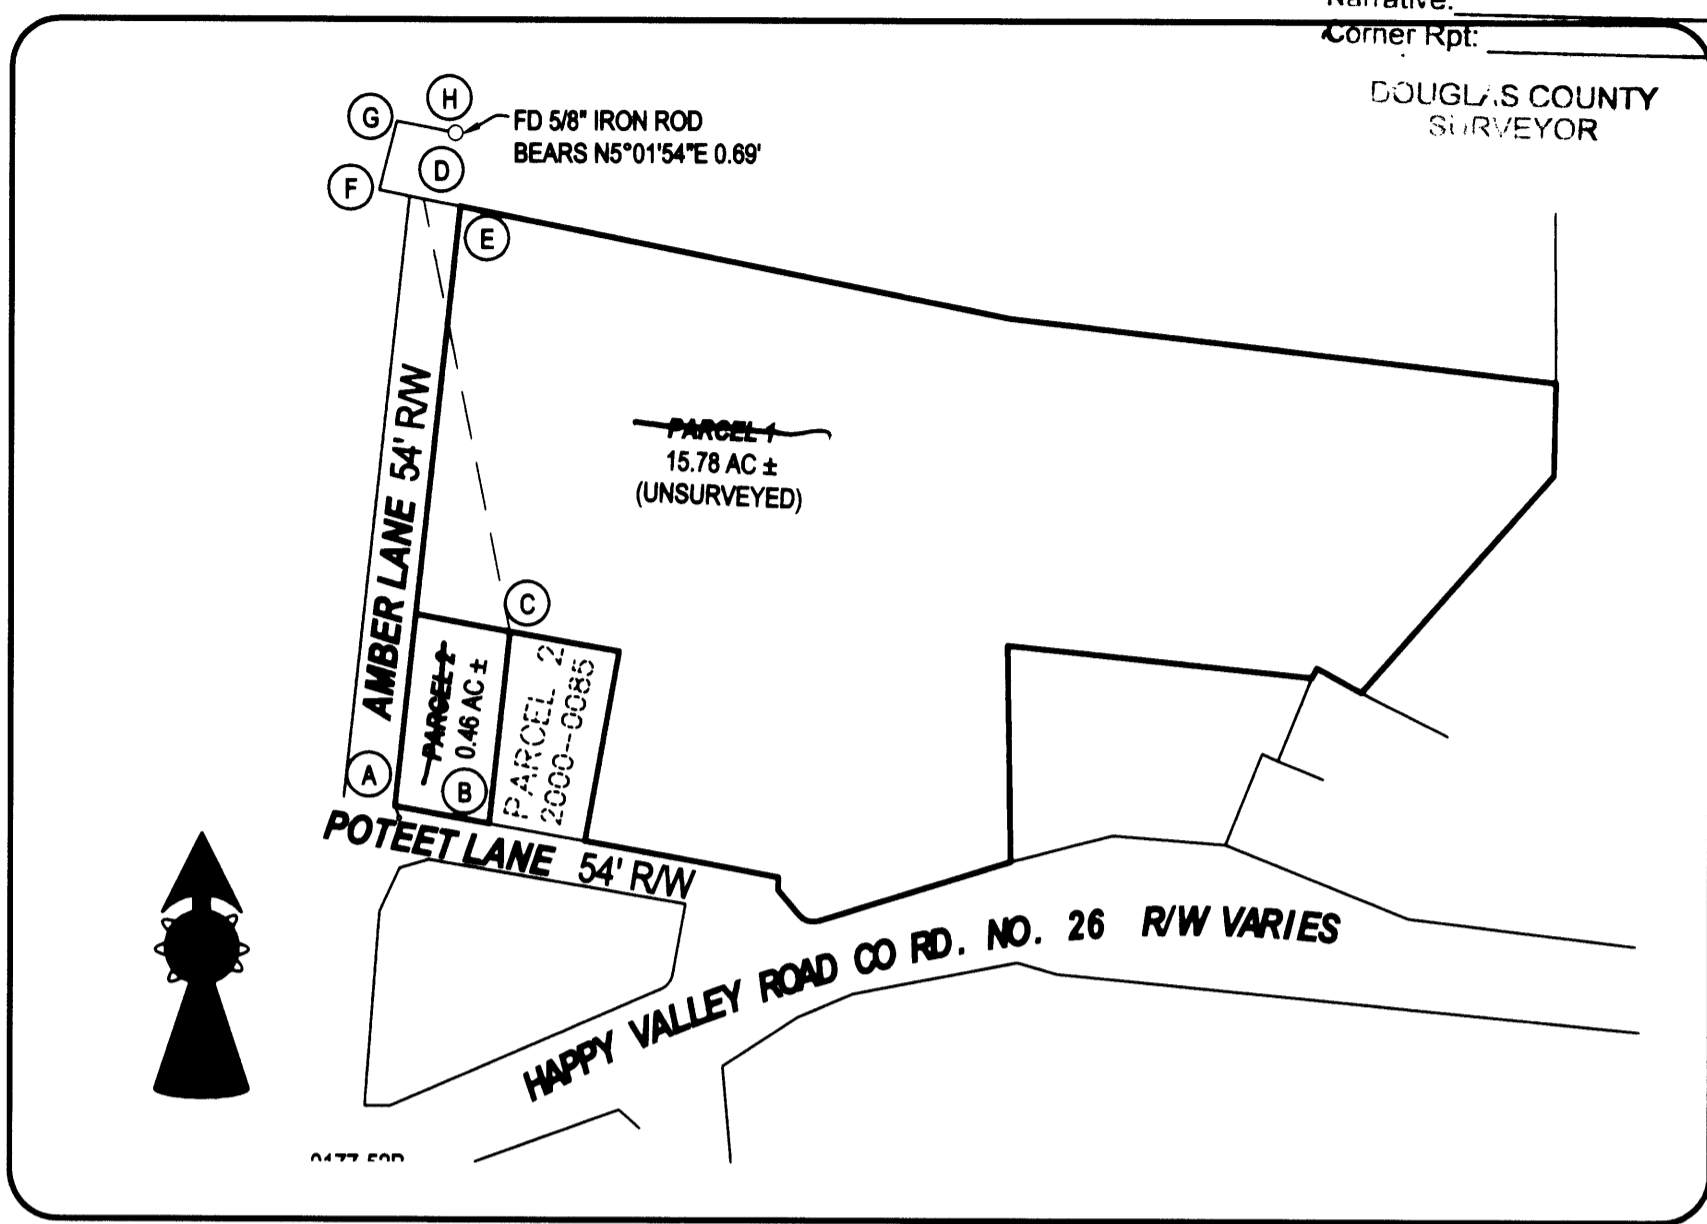 Narrative:
Corner Rpt:
DOUGLAS COUNTY
SURVEYOR
H
G
FD 5/8" IRON ROD
BEARS N5°01'54"E 0.69'
D
F
E
PARCEL 1
15.78 AC ±
(UNSURVEYED)
AMBER LANE 54' R/W
C
PARCEL 2
0.46 AC ±
PARCEL 2
2000-0085
A
B
POTEET LANE 54' R/W
HAPPY VALLEY ROAD CO RD. NO. 26 R/W VARIES